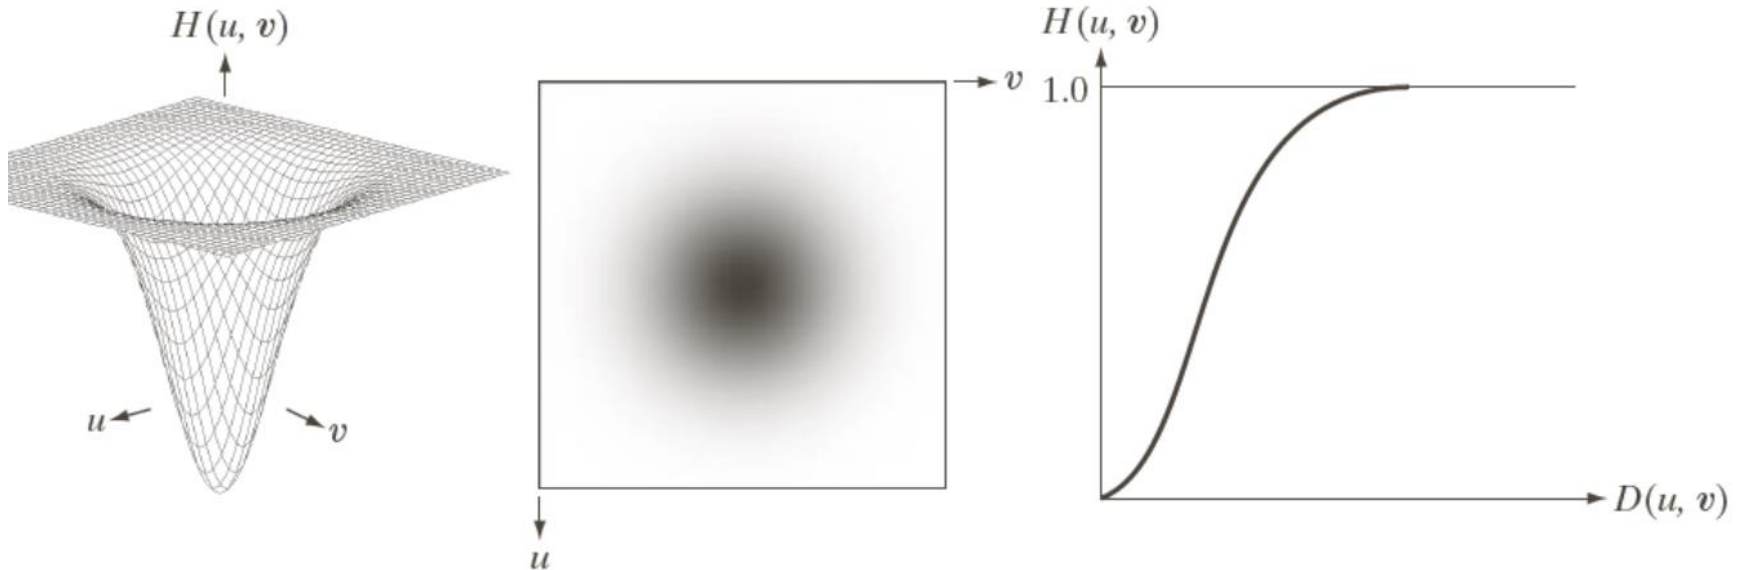 H(u, v)
u
v
v
u
H(u, v)
1.0
D(u, v)